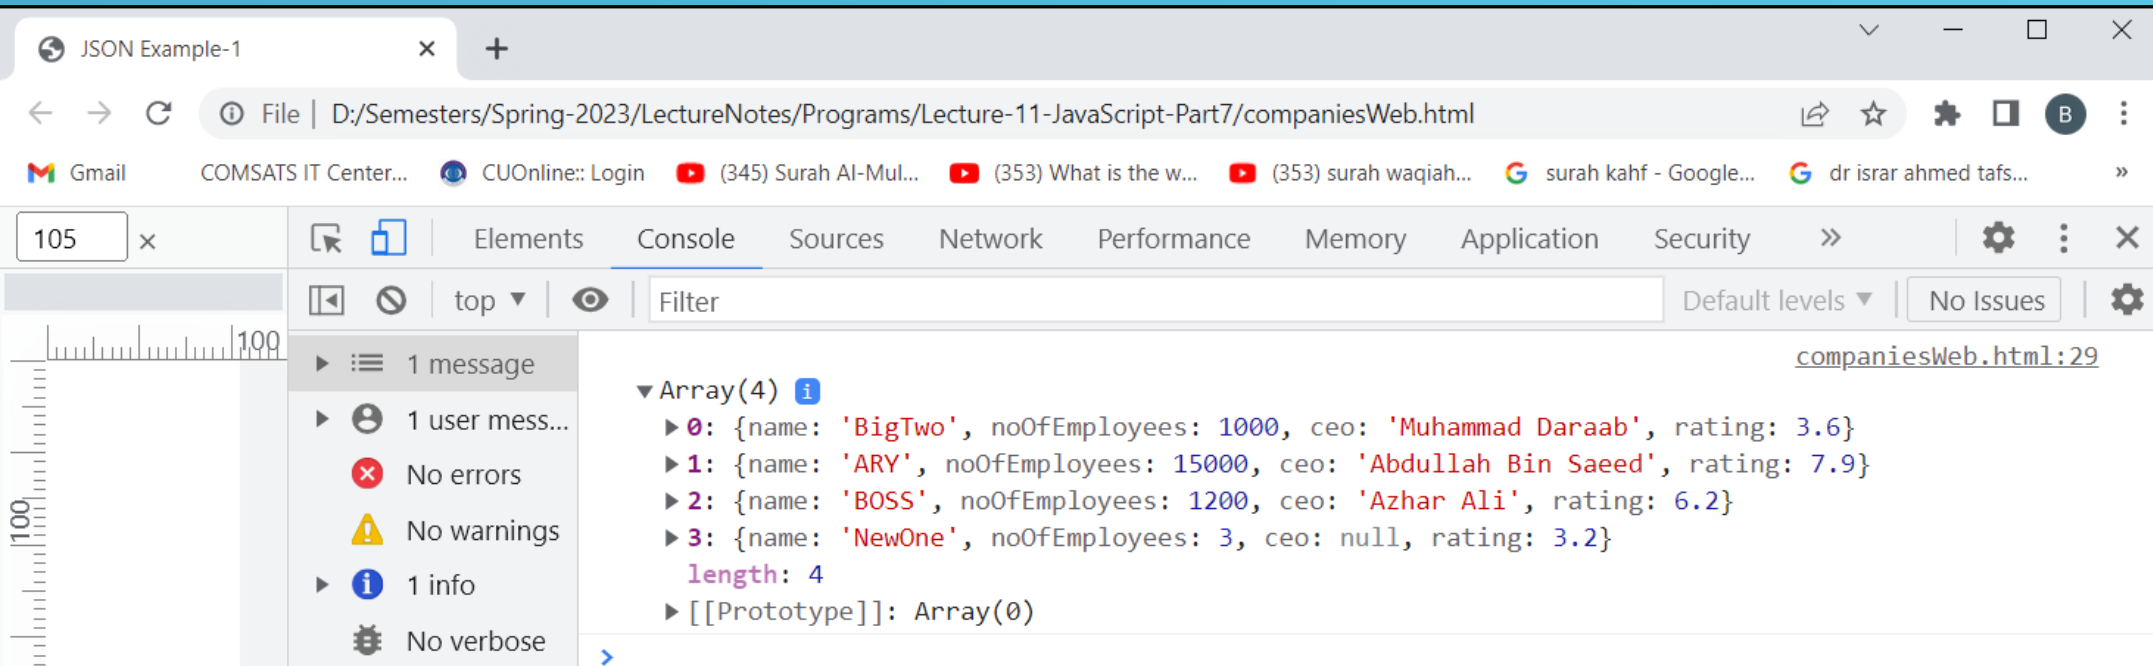 JSON Example-1
File | D:/Semesters/Spring-2023/LectureNotes/Programs/Lecture-11-JavaScript-Part7/companiesWeb.html
B
Gmail COMSATS IT Center... CUOnline:: Login (345) Surah Al-Mul... (353) What is the w... (353) surah waqiah... surah kahf - Google... dr israr ahmed tafs... »
105 × Elements Console Sources Network Performance Memory Application Security »
top Filter Default levels No Issues
100
100
1 message
1 user mess...
No errors
No warnings
1 info
No verbose
companiesWeb.html:29
Array(4) i
0: {name: 'BigTwo', noOfEmployees: 1000, ceo: 'Muhammad Daraab', rating: 3.6}
1: {name: 'ARY', noOfEmployees: 15000, ceo: 'Abdullah Bin Saeed', rating: 7.9}
2: {name: 'BOSS', noOfEmployees: 1200, ceo: 'Azhar Ali', rating: 6.2}
3: {name: 'NewOne', noOfEmployees: 3, ceo: null, rating: 3.2}
length: 4
[[Prototype]]: Array(0)
>